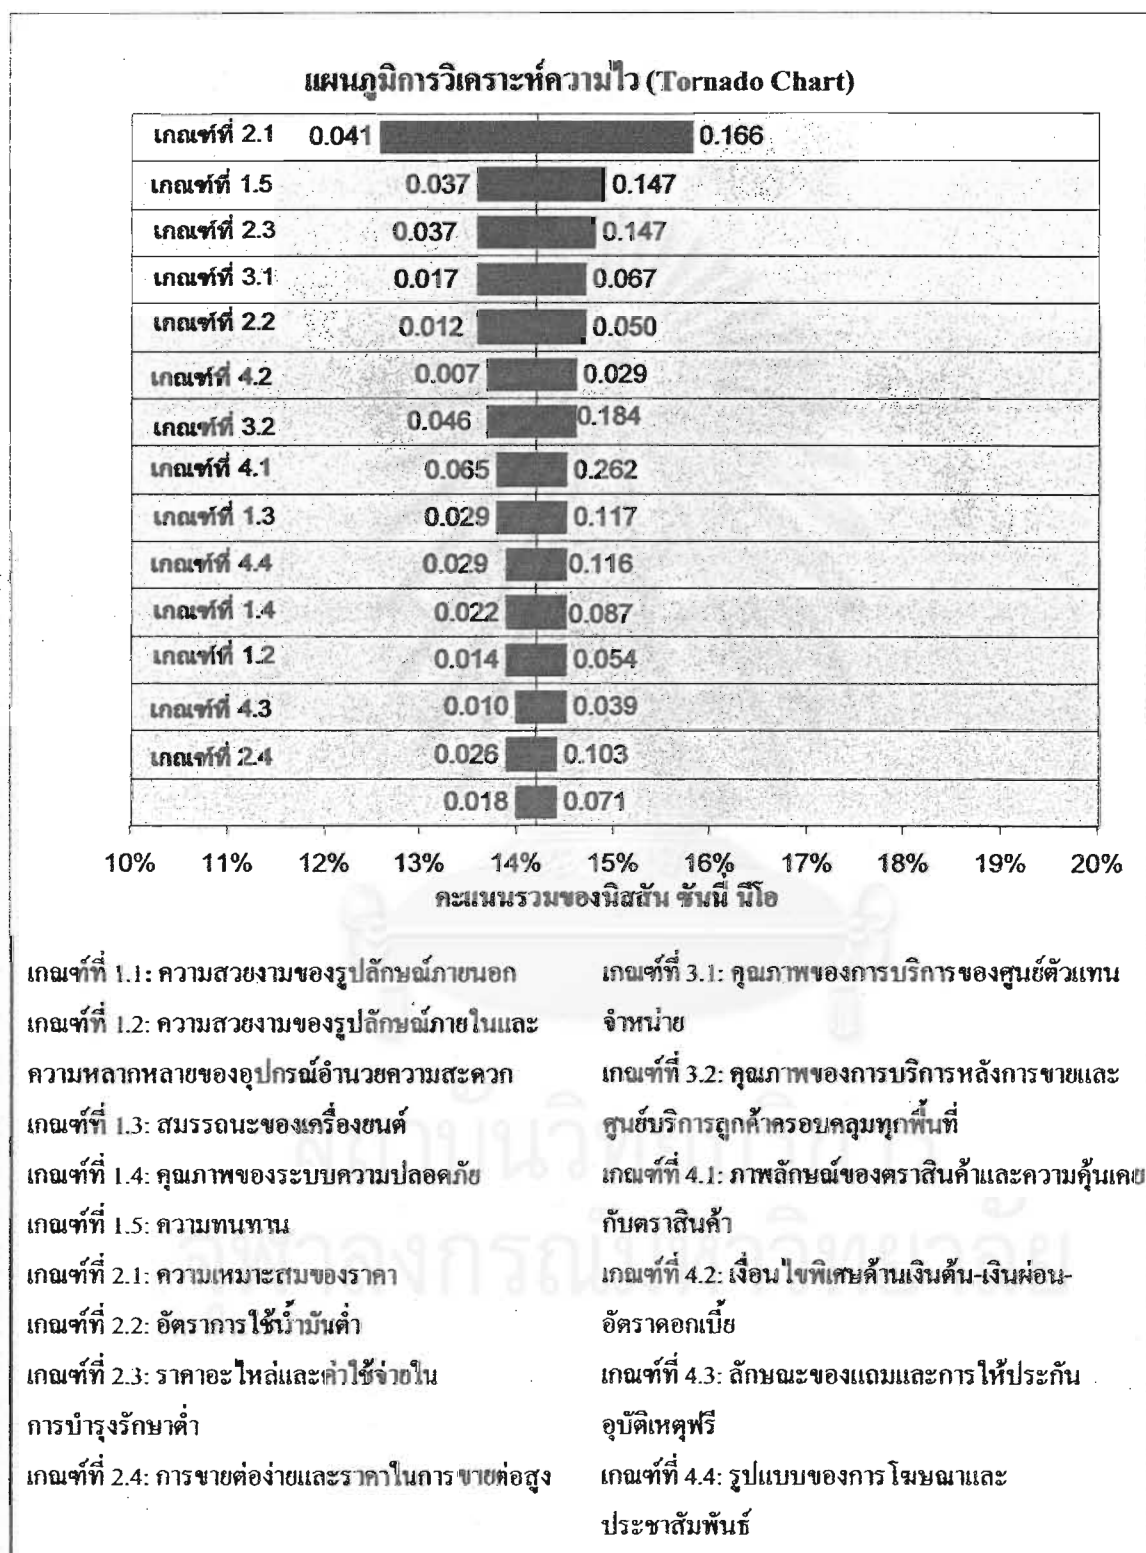 แผนภูมิการวิเคราะห์ความไว (Tornado Chart)
เกณฑ์ที่ 2.1 0.041 0.166
เกณฑ์ที่ 1.5 0.037 0.147
เกณฑ์ที่ 2.3 0.037 0.147
เกณฑ์ที่ 3.1 0.017 0.067
เกณฑ์ที่ 2.2 0.012 0.050
เกณฑ์ที่ 4.2 0.007 0.029
เกณฑ์ที่ 3.2 0.046 0.184
เกณฑ์ที่ 4.1 0.065 0.262
เกณฑ์ที่ 1.3 0.029 0.117
เกณฑ์ที่ 4.4 0.029 0.116
เกณฑ์ที่ 1.4 0.022 0.087
เกณฑ์ที่ 1.2 0.014 0.054
เกณฑ์ที่ 4.3 0.010 0.039
เกณฑ์ที่ 2.4 0.026 0.103
0.018 0.071
10% 11% 12% 13% 14% 15% 16% 17% 18% 19% 20%
คะแนนรวมของนิสสัน ซันนี่ นีโอ
เกณฑ์ที่ 1.1: ความสวยงามของรูปลักษณ์ภายนอก
เกณฑ์ที่ 1.2: ความสวยงามของรูปลักษณ์ภายในและ
ความหลากหลายของอุปกรณ์อำนวยความสะดวก
เกณฑ์ที่ 1.3: สมรรถนะของเครื่องยนต์
เกณฑ์ที่ 1.4: คุณภาพของระบบความปลอดภัย
เกณฑ์ที่ 1.5: ความทนทาน
เกณฑ์ที่ 2.1: ความเหมาะสมของราคา
เกณฑ์ที่ 2.2: อัตราการใช้น้ำมันต่ำ
เกณฑ์ที่ 2.3: ราคาอะไหล่และค่าใช้จ่ายใน
การบำรุงรักษาต่ำ
เกณฑ์ที่ 2.4: การขายต่อง่ายและราคาในการขายต่อสูง
เกณฑ์ที่ 3.1: คุณภาพของการบริการของศูนย์ตัวแทน
จำหน่าย
เกณฑ์ที่ 3.2: คุณภาพของการบริการหลังการขายและ
ศูนย์บริการลูกค้าครอบคลุมทุกพื้นที่
เกณฑ์ที่ 4.1: ภาพลักษณ์ของตราสินค้าและความคุ้นเคย
กับตราสินค้า
เกณฑ์ที่ 4.2: เงื่อนไขพิเศษด้านเงินต้น-เงินผ่อน-
อัตราดอกเบี้ย
เกณฑ์ที่ 4.3: ลักษณะของแถมและการให้ประกัน
อุบัติเหตุฟรี
เกณฑ์ที่ 4.4: รูปแบบของการโฆษณาและ
ประชาสัมพันธ์
สถาบันวิทยบริการ
จุฬาลงกรณ์มหาวิทยาลัย